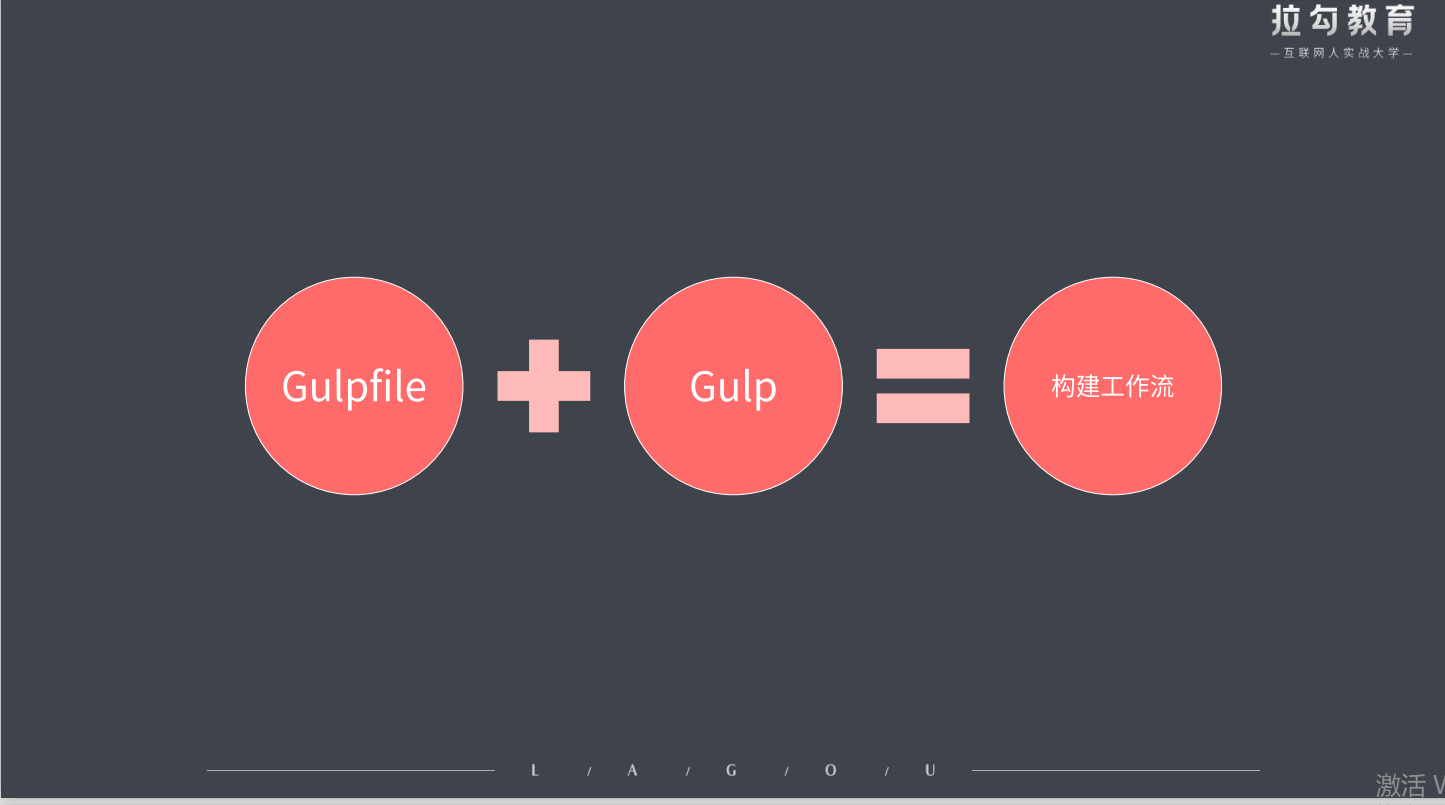 拉勾教育
—互联网人实战大学—
Gulpfile
Gulp
构建工作流
L / A / G / O / U
激活 W